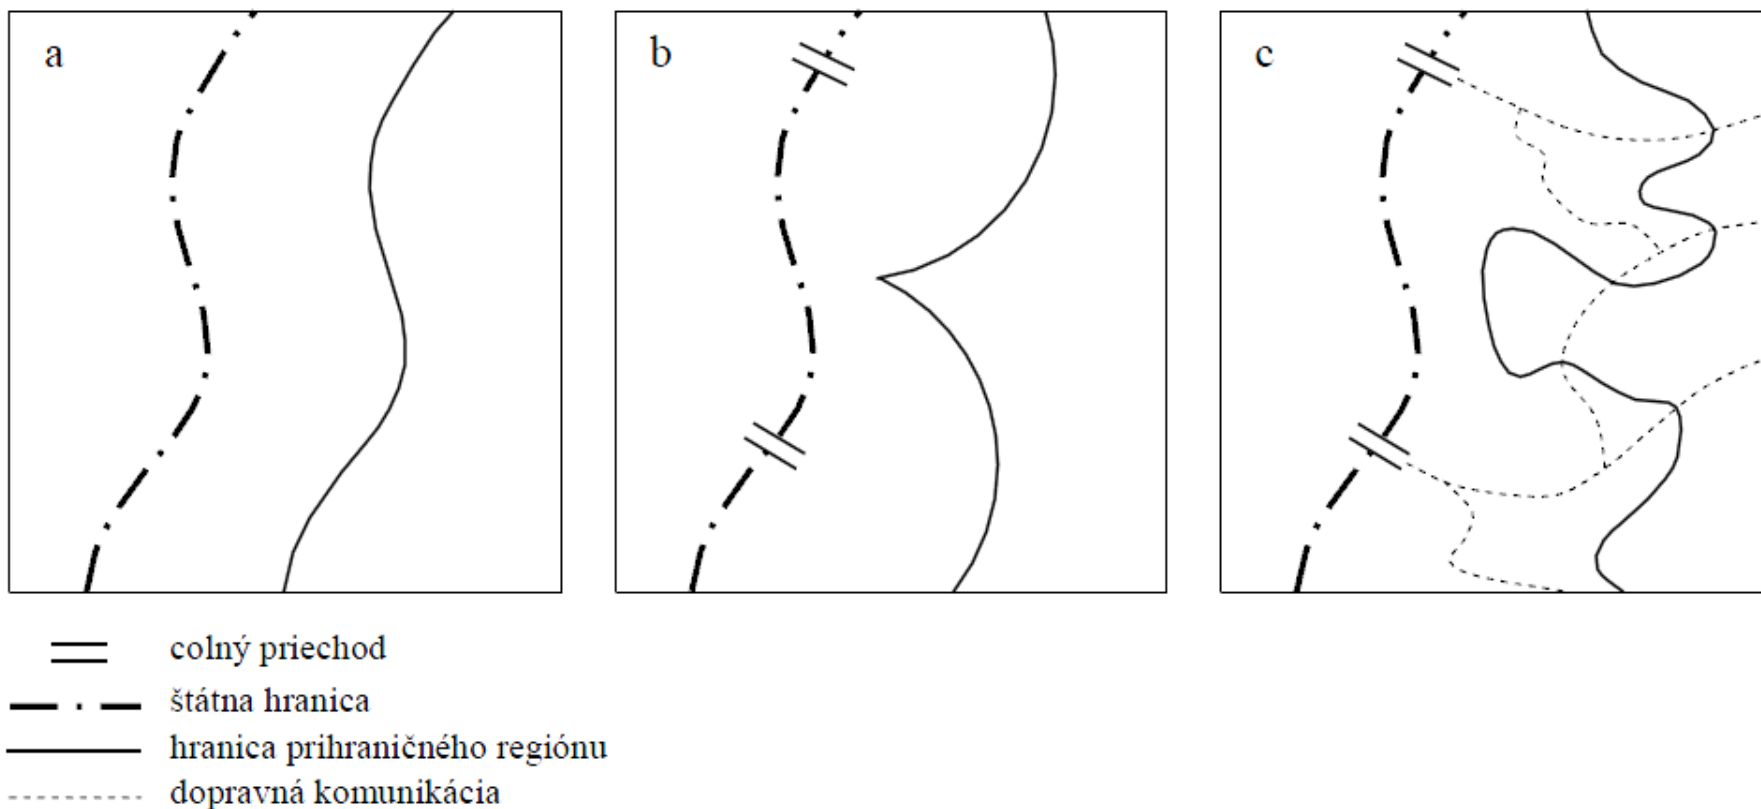 a
b
c
colný priechod
štátna hranica
hranica prihraničného regiónu
dopravná komunikácia